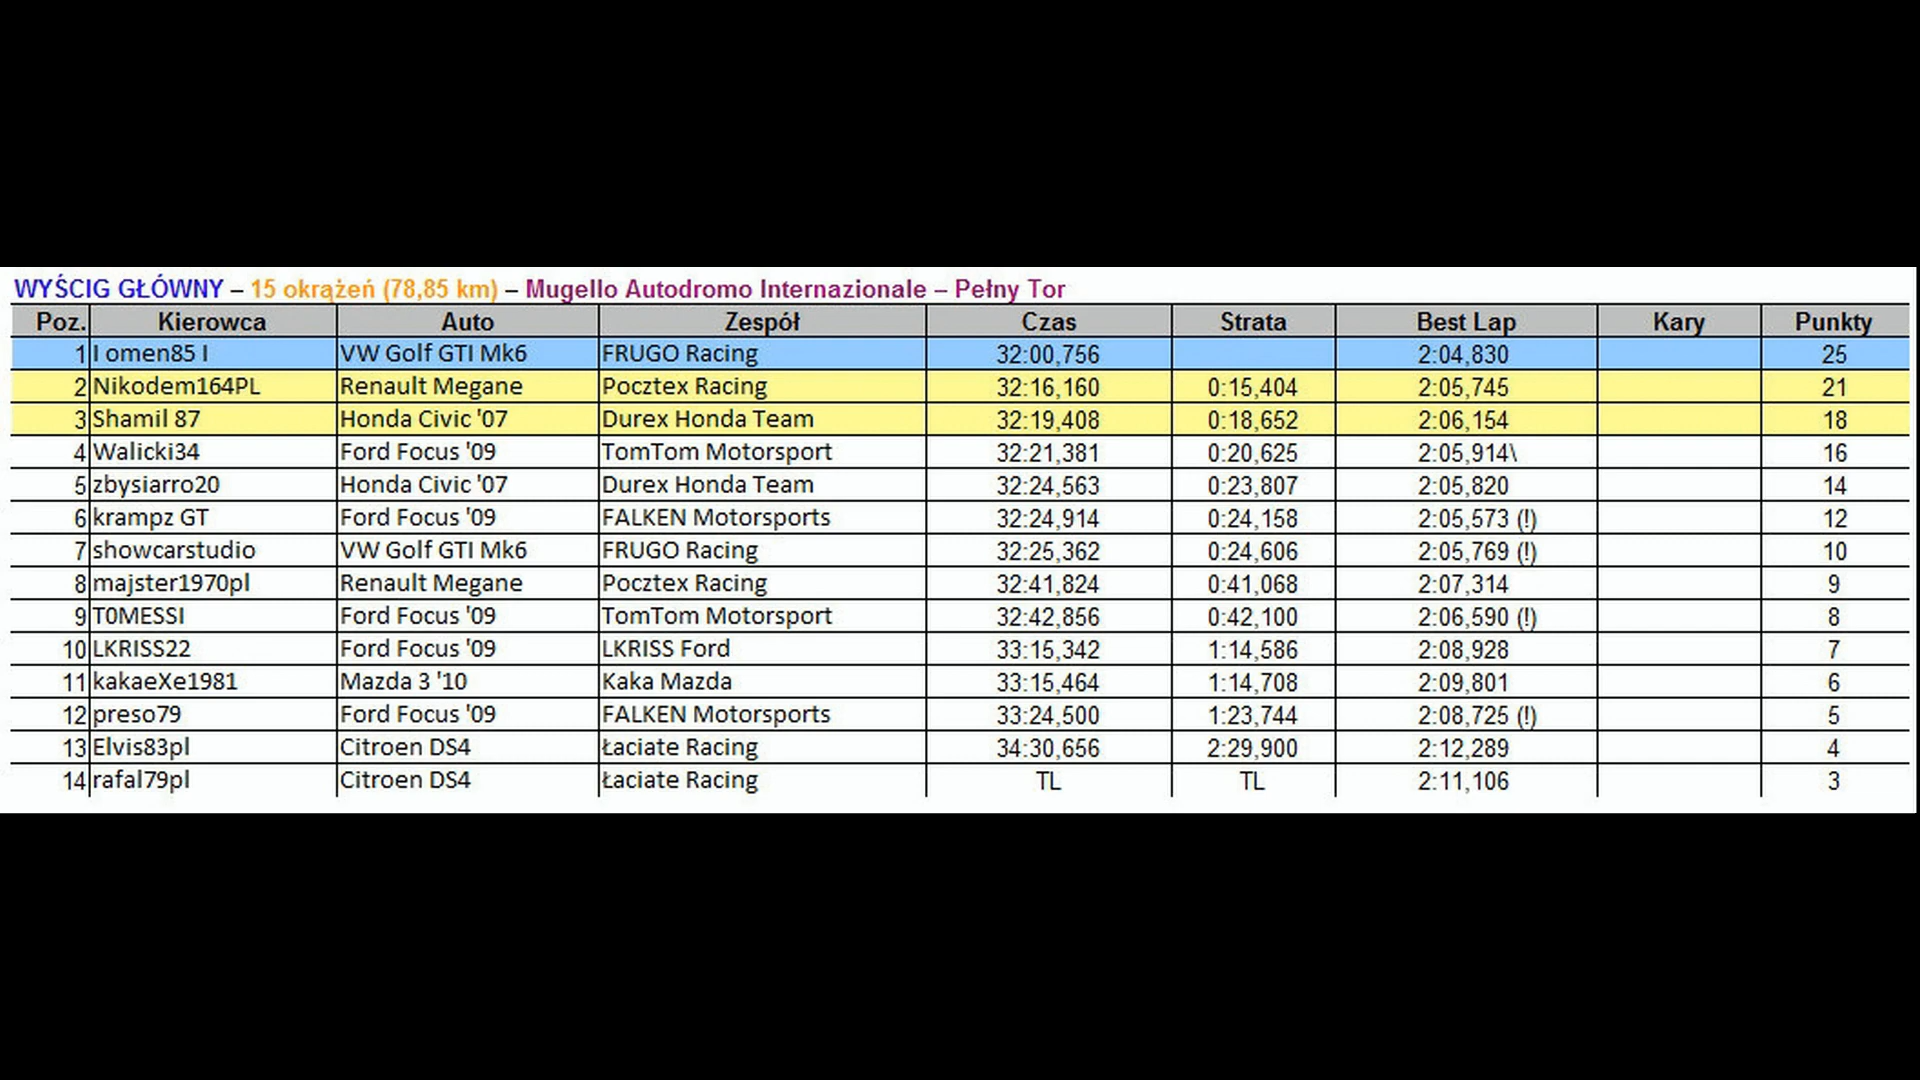 WYŚCIG GŁÓWNY – 15 okrążeń (78,85 km) – Mugello Autodromo Internazionale – Pełny Tor
Poz. Kierowca Auto Zespół Czas Strata Best Lap Kary Punkty
1 I omen85 I VW Golf GTI Mk6 FRUGO Racing 32:00,756 2:04,830 25
2 Nikodem164PL Renault Megane Pocztex Racing 32:16,160 0:15,404 2:05,745 21
3 Shamil 87 Honda Civic '07 Durex Honda Team 32:19,408 0:18,652 2:06,154 18
4 Walicki34 Ford Focus '09 TomTom Motorsport 32:21,381 0:20,625 2:05,914\ 16
5 zbysiarro20 Honda Civic '07 Durex Honda Team 32:24,563 0:23,807 2:05,820 14
6 krampz GT Ford Focus '09 FALKEN Motorsports 32:24,914 0:24,158 2:05,573 (!) 12
7 showcarstudio VW Golf GTI Mk6 FRUGO Racing 32:25,362 0:24,606 2:05,769 (!) 10
8 majster1970pl Renault Megane Pocztex Racing 32:41,824 0:41,068 2:07,314 9
9 T0MESSI Ford Focus '09 TomTom Motorsport 32:42,856 0:42,100 2:06,590 (!) 8
10 LKRISS22 Ford Focus '09 LKRISS Ford 33:15,342 1:14,586 2:08,928 7
11 kakaeXe1981 Mazda 3 '10 Kaka Mazda 33:15,464 1:14,708 2:09,801 6
12 preso79 Ford Focus '09 FALKEN Motorsports 33:24,500 1:23,744 2:08,725 (!) 5
13 Elvis83pl Citroen DS4 Łaciate Racing 34:30,656 2:29,900 2:12,289 4
14 rafal79pl Citroen DS4 Łaciate Racing TL TL 2:11,106 3